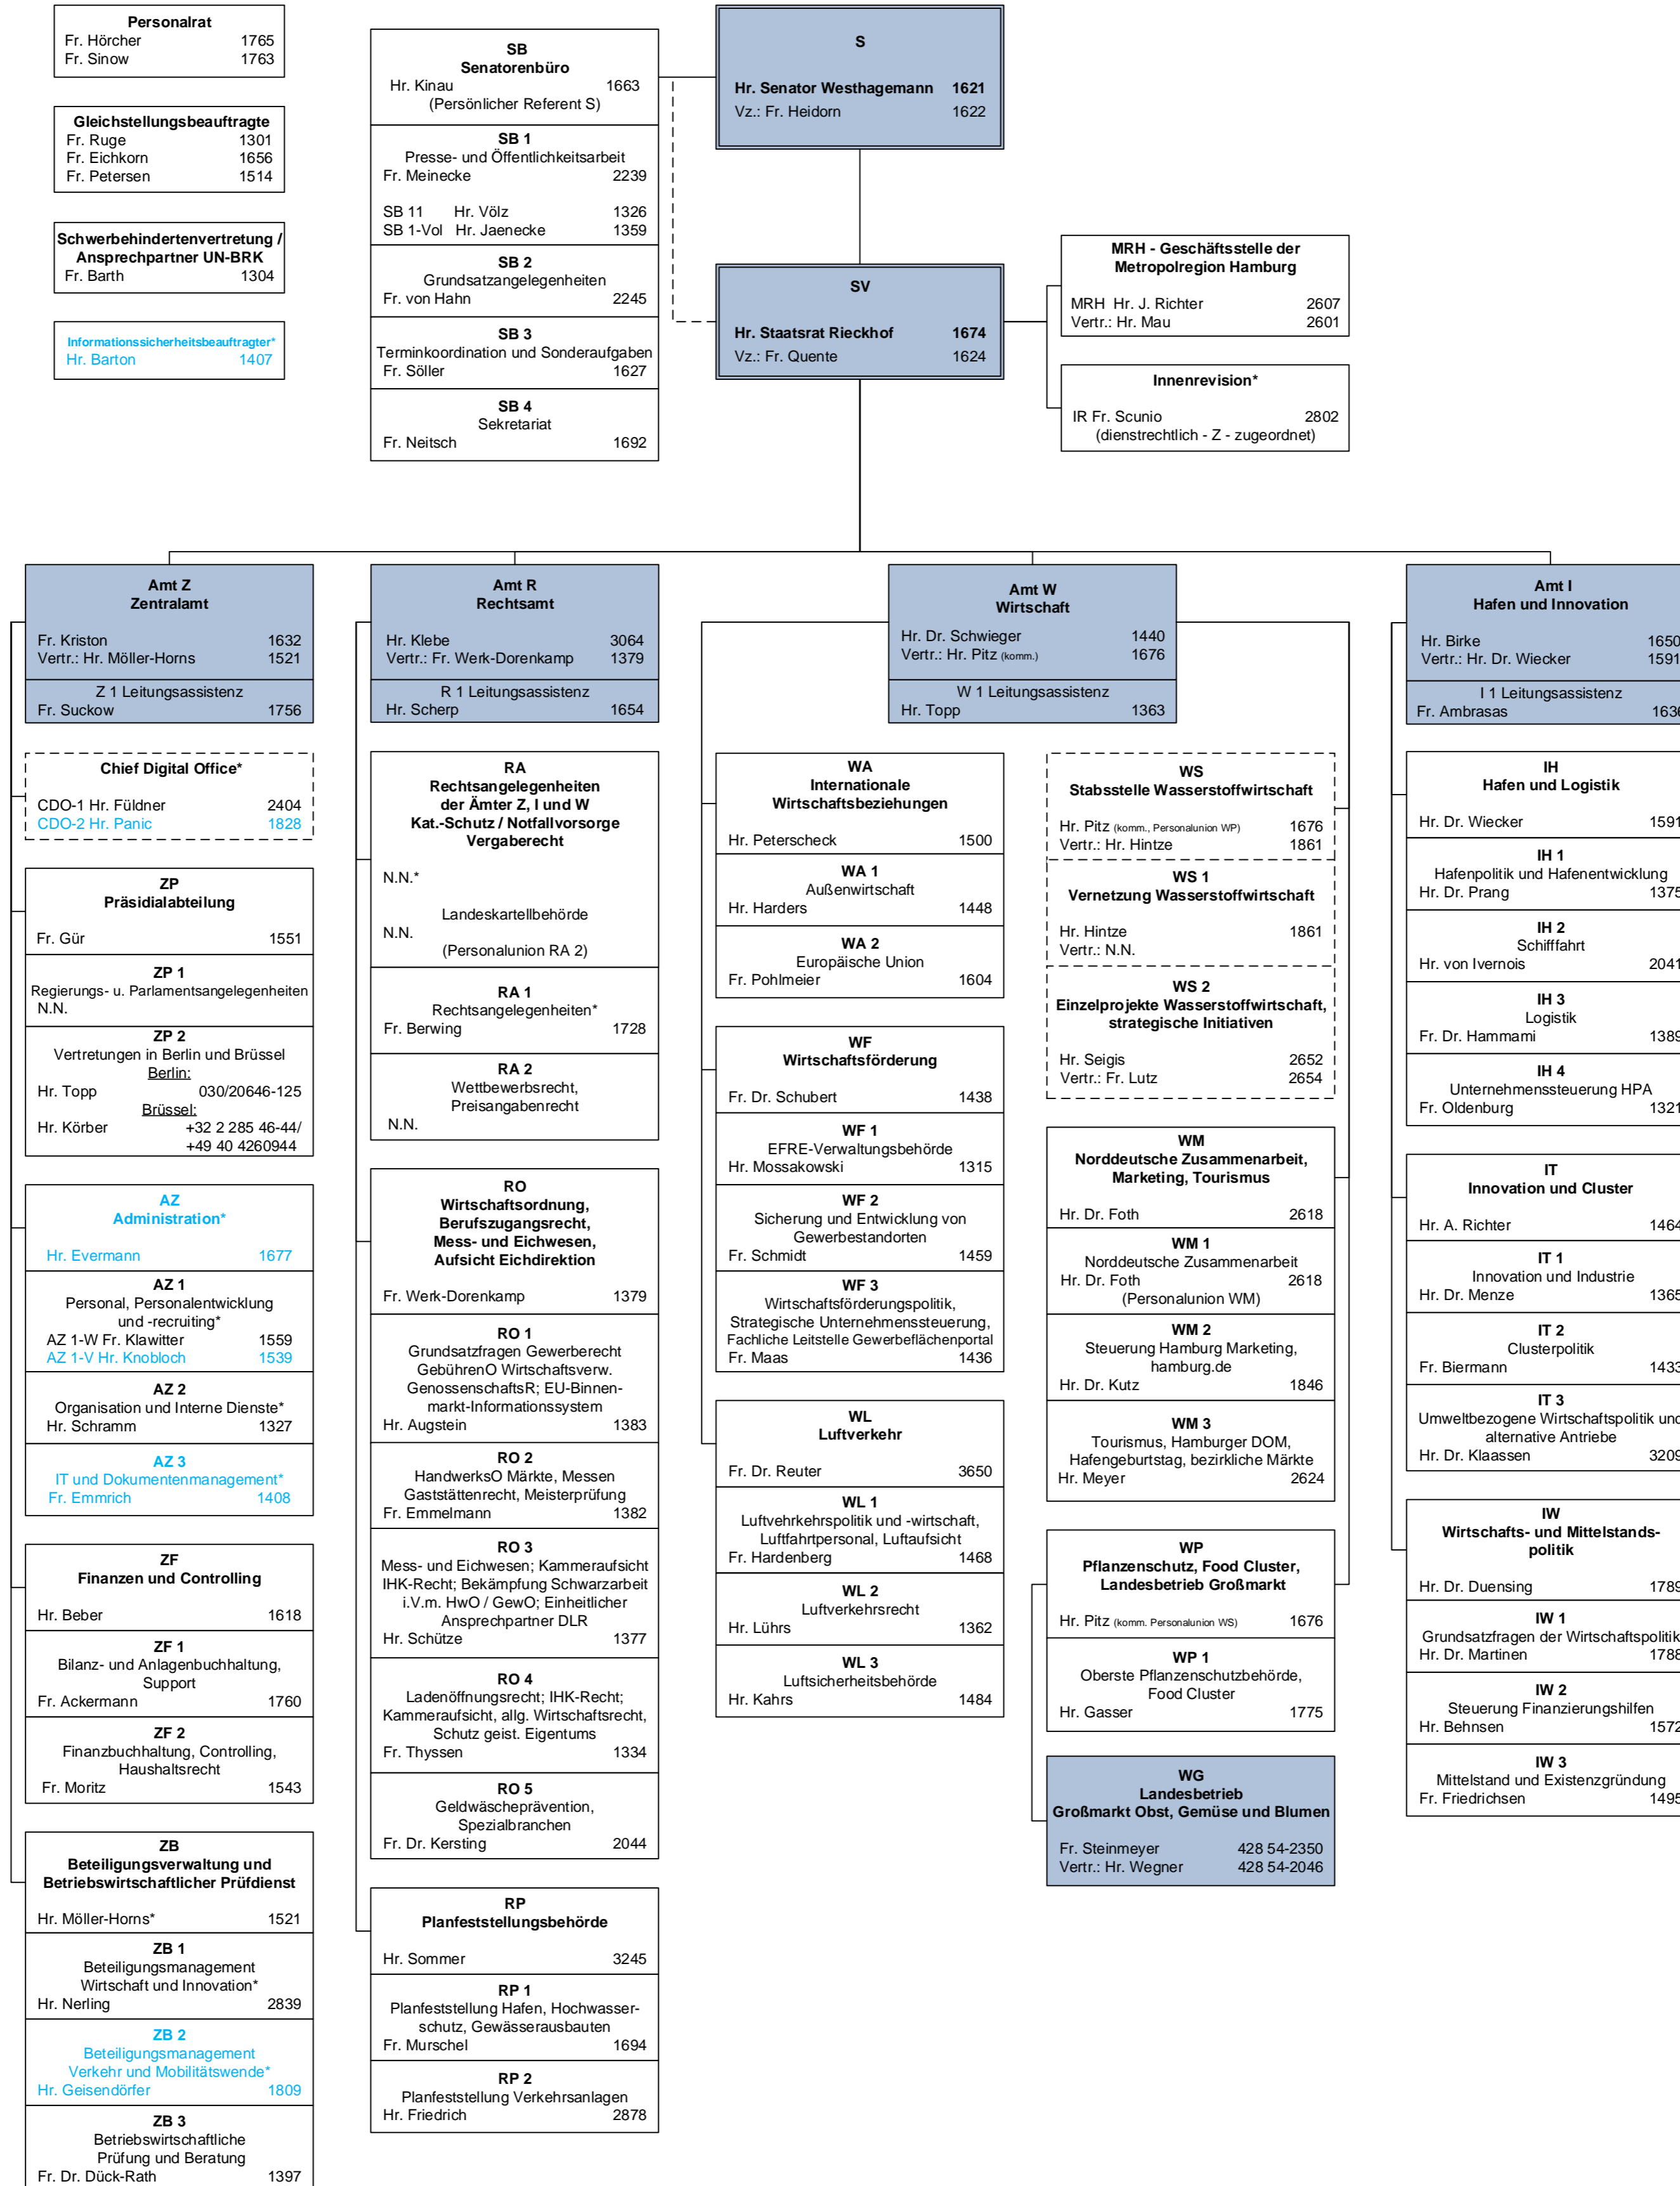 Personalrat
Fr. Hörcher 1765
Fr. Sinow 1763
Gleichstellungsbeauftragte
Fr. Ruge 1301
Fr. Eichkorn 1656
Fr. Petersen 1514
Schwerbehindertenvertretung /
Ansprechpartner UN-BRK
Fr. Barth 1304
Informationssicherheitsbeauftragter*
Hr. Barton 1407
SB
Senatorenbüro
Hr. Kinau 1663
(Persönlicher Referent S)
SB 1
Presse- und Öffentlichkeitsarbeit
Fr. Meinecke 2239
SB 11 Hr. Völz 1326
SB 1-Vol Hr. Jaenecke 1359
SB 2
Grundsatzangelegenheiten
Fr. von Hahn 2245
SB 3
Terminkoordination und Sonderaufgaben
Fr. Söller 1627
SB 4
Sekretariat
Fr. Neitsch 1692
S
Hr. Senator Westhagemann 1621
Vz.: Fr. Heidorn 1622
SV
Hr. Staatsrat Rieckhof 1674
Vz.: Fr. Quente 1624
MRH - Geschäftsstelle der
Metropolregion Hamburg
MRH Hr. J. Richter 2607
Vertr.: Hr. Mau 2601
Innenrevision*
IR Fr. Scunio 2802
(dienstrechtlich - Z - zugeordnet)
Amt Z
Zentralamt
Fr. Kriston 1632
Vertr.: Hr. Möller-Horns 1521
Z 1 Leitungsassistenz
Fr. Suckow 1756
Chief Digital Office*
CDO-1 Hr. Füldner 2404
CDO-2 Hr. Panic 1828
ZP
Präsidialabteilung
Fr. Gür 1551
ZP 1
Regierungs- u. Parlamentsangelegenheiten
N.N.
ZP 2
Vertretungen in Berlin und Brüssel
Berlin:
Hr. Topp 030/20646-125
Brüssel:
Hr. Körber +32 2 285 46-44/
+49 40 4260944
AZ
Administration*
Hr. Evermann 1677
AZ 1
Personal, Personalentwicklung
und -recruiting*
AZ 1-W Fr. Klawitter 1559
AZ 1-V Hr. Knobloch 1539
AZ 2
Organisation und Interne Dienste*
Hr. Schramm 1327
AZ 3
IT und Dokumentenmanagement*
Fr. Emmrich 1408
ZF
Finanzen und Controlling
Hr. Beber 1618
ZF 1
Bilanz- und Anlagenbuchhaltung,
Support
Fr. Ackermann 1760
ZF 2
Finanzbuchhaltung, Controlling,
Haushaltsrecht
Fr. Moritz 1543
ZB
Beteiligungsverwaltung und
Betriebswirtschaftlicher Prüfdienst
Hr. Möller-Horns* 1521
ZB 1
Beteiligungsmanagement
Wirtschaft und Innovation*
Hr. Nerling 2839
ZB 2
Beteiligungsmanagement
Verkehr und Mobilitätswende*
Hr. Geisendörfer 1809
ZB 3
Betriebswirtschaftliche
Prüfung und Beratung
Fr. Dr. Dück-Rath 1397
Amt R
Rechtsamt
Hr. Klebe 3064
Vertr.: Fr. Werk-Dorenkamp 1379
R 1 Leitungsassistenz
Hr. Scherp 1654
RA
Rechtsangelegenheiten
der Ämter Z, I und W
Kat.-Schutz / Notfallvorsorge
Vergaberecht
N.N.*
Landeskartellbehörde
N.N.
(Personalunion RA 2)
RA 1
Rechtsangelegenheiten*
Fr. Berwing 1728
RA 2
Wettbewerbsrecht,
Preisangabenrecht
N.N.
RO
Wirtschaftsordnung,
Berufszugangsrecht,
Mess- und Eichwesen,
Aufsicht Eichdirektion
Fr. Werk-Dorenkamp 1379
RO 1
Grundsatzfragen Gewerberecht
GebührenO Wirtschaftsverw.
GenossenschaftsR; EU-Binnen-
markt-Informationssystem
Hr. Augstein 1383
RO 2
HandwerksO Märkte, Messen
Gaststättenrecht, Meisterprüfung
Fr. Emmelmann 1382
RO 3
Mess- und Eichwesen; Kammeraufsicht
IHK-Recht; Bekämpfung Schwarzarbeit
i.V.m. HwO / GewO; Einheitlicher
Ansprechpartner DLR
Hr. Schütze 1377
RO 4
Ladenöffnungsrecht; IHK-Recht;
Kammeraufsicht, allg. Wirtschaftsrecht,
Schutz geist. Eigentums
Fr. Thyssen 1334
RO 5
Geldwäscheprävention,
Spezialbranchen
Fr. Dr. Kersting 2044
RP
Planfeststellungsbehörde
Hr. Sommer 3245
RP 1
Planfeststellung Hafen, Hochwasser-
schutz, Gewässerausbauten
Fr. Murschel 1694
RP 2
Planfeststellung Verkehrsanlagen
Hr. Friedrich 2878
Amt W
Wirtschaft
Hr. Dr. Schwieger 1440
Vertr.: Hr. Pitz (komm.) 1676
W 1 Leitungsassistenz
Hr. Topp 1363
WA
Internationale
Wirtschaftsbeziehungen
Hr. Peterscheck 1500
WA 1
Außenwirtschaft
Hr. Harders 1448
WA 2
Europäische Union
Fr. Pohlmeier 1604
WF
Wirtschaftsförderung
Fr. Dr. Schubert 1438
WF 1
EFRE-Verwaltungsbehörde
Hr. Mossakowski 1315
WF 2
Sicherung und Entwicklung von
Gewerbestandorten
Fr. Schmidt 1459
WF 3
Wirtschaftsförderungspolitik,
Strategische Unternehmenssteuerung,
Fachliche Leitstelle Gewerbeflächenportal
Fr. Maas 1436
WL
Luftverkehr
Fr. Dr. Reuter 3650
WL 1
Luftvehrkehrspolitik und -wirtschaft,
Luftfahrtpersonal, Luftaufsicht
Fr. Hardenberg 1468
WL 2
Luftverkehrsrecht
Hr. Lührs 1362
WL 3
Luftsicherheitsbehörde
Hr. Kahrs 1484
WS
Stabsstelle Wasserstoffwirtschaft
Hr. Pitz (komm., Personalunion WP) 1676
Vertr.: Hr. Hintze 1861
WS 1
Vernetzung Wasserstoffwirtschaft
Hr. Hintze 1861
Vertr.: N.N.
WS 2
Einzelprojekte Wasserstoffwirtschaft,
strategische Initiativen
Hr. Seigis 2652
Vertr.: Fr. Lutz 2654
WM
Norddeutsche Zusammenarbeit,
Marketing, Tourismus
Hr. Dr. Foth 2618
WM 1
Norddeutsche Zusammenarbeit
Hr. Dr. Foth 2618
(Personalunion WM)
WM 2
Steuerung Hamburg Marketing,
hamburg.de
Hr. Dr. Kutz 1846
WM 3
Tourismus, Hamburger DOM,
Hafengeburtstag, bezirkliche Märkte
Hr. Meyer 2624
WP
Pflanzenschutz, Food Cluster,
Landesbetrieb Großmarkt
Hr. Pitz (komm. Personalunion WS) 1676
WP 1
Oberste Pflanzenschutzbehörde,
Food Cluster
Hr. Gasser 1775
WG
Landesbetrieb
Großmarkt Obst, Gemüse und Blumen
Fr. Steinmeyer 428 54-2350
Vertr.: Hr. Wegner 428 54-2046
Amt I
Hafen und Innovation
Hr. Birke 1650
Vertr.: Hr. Dr. Wiecker 1591
I 1 Leitungsassistenz
Fr. Ambrasas 1636
IH
Hafen und Logistik
Hr. Dr. Wiecker 1591
IH 1
Hafenpolitik und Hafenentwicklung
Hr. Dr. Prang 1375
IH 2
Schifffahrt
Hr. von Ivernois 2041
IH 3
Logistik
Fr. Dr. Hammami 1389
IH 4
Unternehmenssteuerung HPA
Fr. Oldenburg 1321
IT
Innovation und Cluster
Hr. A. Richter 1464
IT 1
Innovation und Industrie
Hr. Dr. Menze 1365
IT 2
Clusterpolitik
Fr. Biermann 1433
IT 3
Umweltbezogene Wirtschaftspolitik und
alternative Antriebe
Hr. Dr. Klaassen 3209
IW
Wirtschafts- und Mittelstands-
politik
Hr. Dr. Duensing 1789
IW 1
Grundsatzfragen der Wirtschaftspolitik
Hr. Dr. Martinen 1788
IW 2
Steuerung Finanzierungshilfen
Hr. Behnsen 1572
IW 3
Mittelstand und Existenzgründung
Fr. Friedrichsen 1495